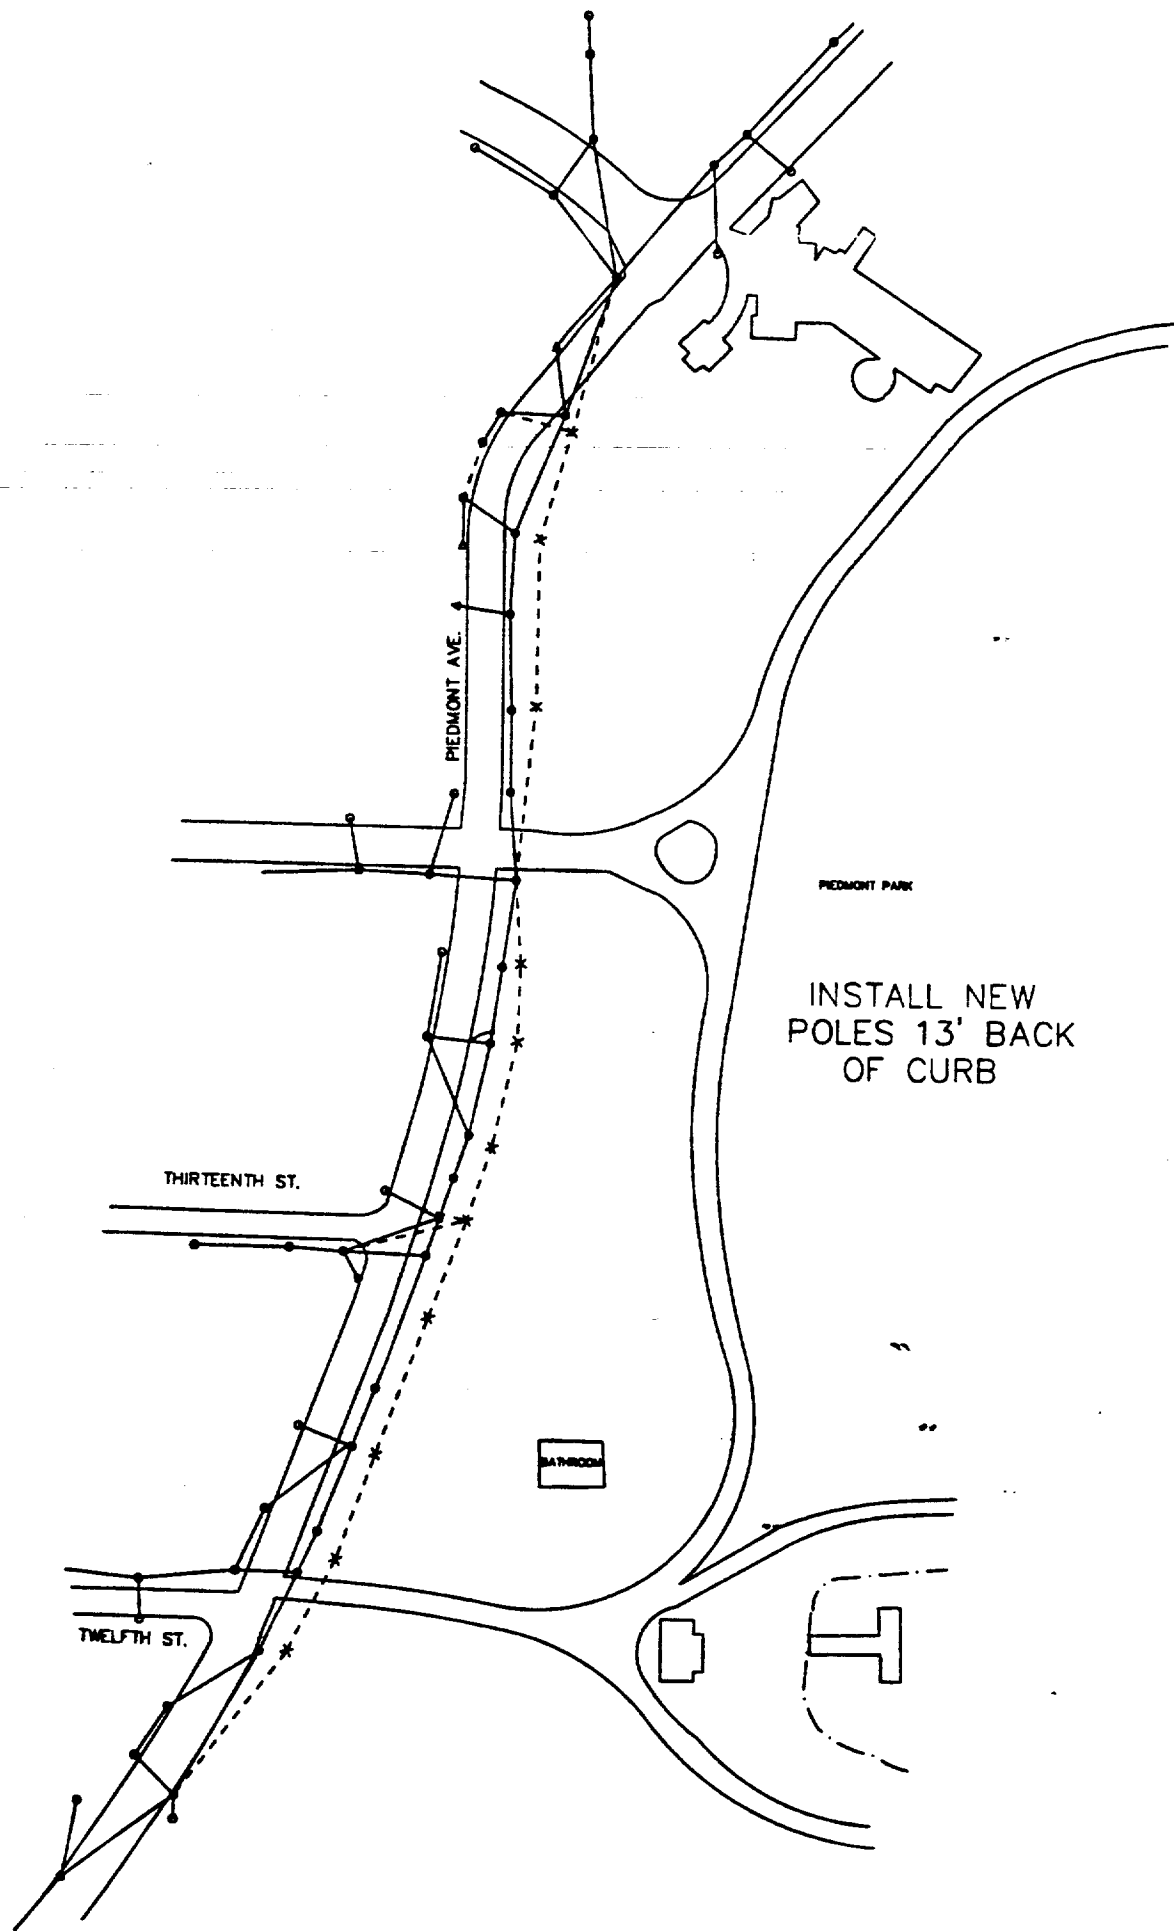 PIEDMONT AVE.
PIEDMONT PARK
INSTALL NEW
POLES 13' BACK
OF CURB
THIRTEENTH ST.
BATHROOM
TWELFTH ST.